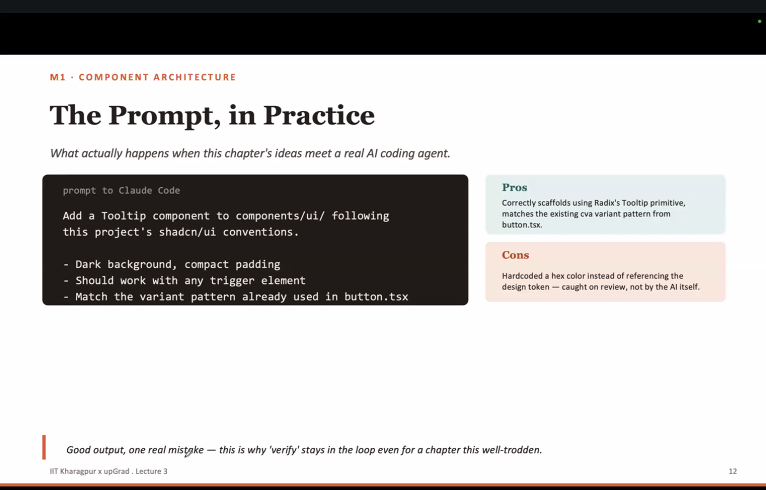 M1 · COMPONENT ARCHITECTURE
The Prompt, in Practice
What actually happens when this chapter's ideas meet a real AI coding agent.
prompt to Claude Code
Add a Tooltip component to components/ui/ following
this project's shadcn/ui conventions.
- Dark background, compact padding
- Should work with any trigger element
- Match the variant pattern already used in button.tsx
Pros
Correctly scaffolds using Radix's Tooltip primitive,
matches the existing cva variant pattern from
button.tsx.
Cons
Hardcoded a hex color instead of referencing the
design token — caught on review, not by the AI itself.
Good output, one real mistake — this is why 'verify' stays in the loop even for a chapter this well-trodden.
IIT Kharagpur x upGrad . Lecture 3
12